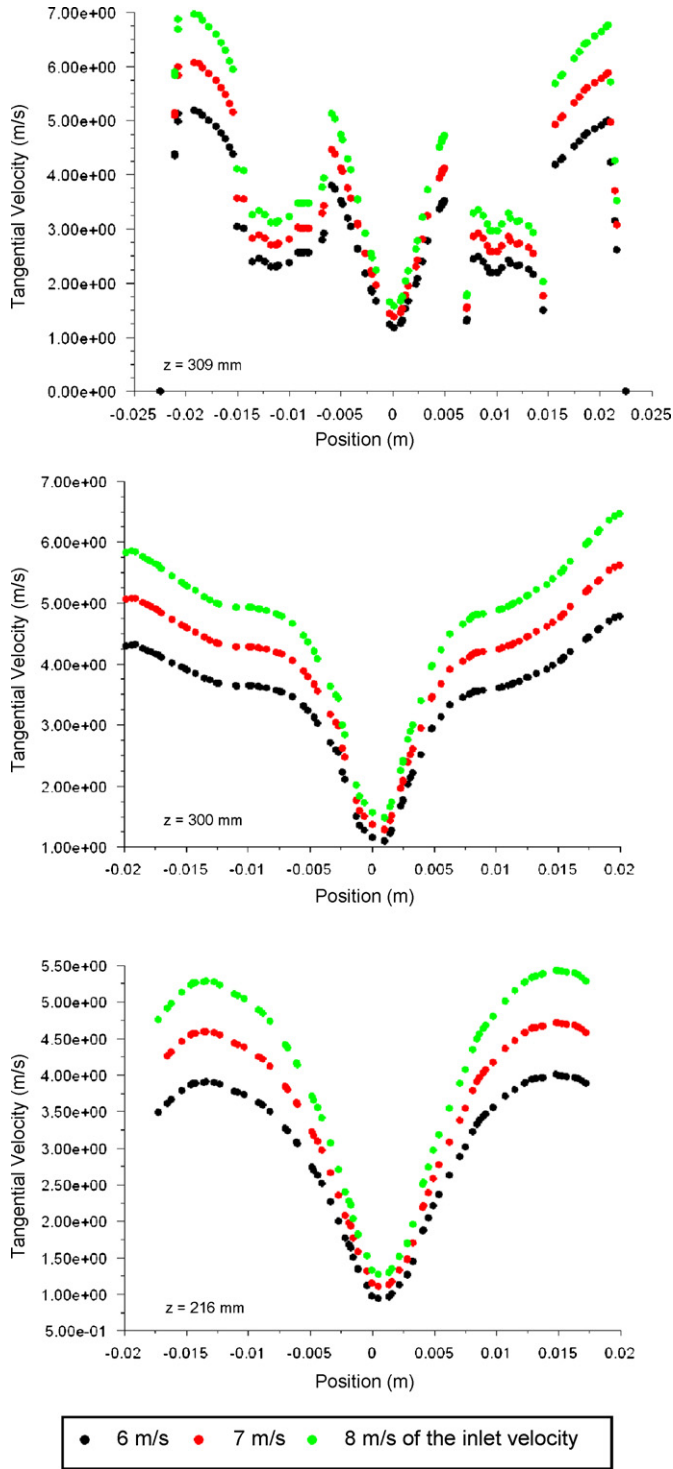 7.00e+00
6.00e+00
5.00e+00
4.00e+00
3.00e+00
2.00e+00
1.00e+00
0.00e+00
Tangential Velocity (m/s)
z = 309 mm
-0.025 -0.02 -0.015 -0.01 -0.005 0 0.005 0.01 0.015 0.02 0.025
Position (m)
7.00e+00
6.00e+00
5.00e+00
4.00e+00
3.00e+00
2.00e+00
1.00e+00
Tangential Velocity (m/s)
z = 300 mm
-0.02 -0.015 -0.01 -0.005 0 0.005 0.01 0.015 0.02
Position (m)
5.50e+00
5.00e+00
4.50e+00
4.00e+00
3.50e+00
3.00e+00
2.50e+00
2.00e+00
1.50e+00
1.00e+00
5.00e-01
Tangential Velocity (m/s)
z = 216 mm
-0.02 -0.015 -0.01 -0.005 0 0.005 0.01 0.015 0.02
Position (m)
6 m/s 7 m/s 8 m/s of the inlet velocity